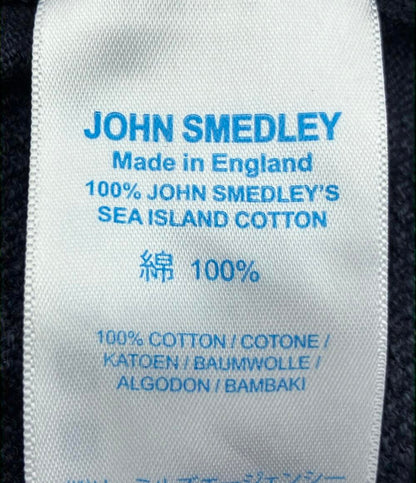 JOHN SMEDLEY
Made in England
100% JOHN SMEDLEY'S
SEA ISLAND COTTON
綿 100%
100% COTTON / COTONE /
KATOEN / BAUMWOLLE /
ALGODON / BAMBAKI